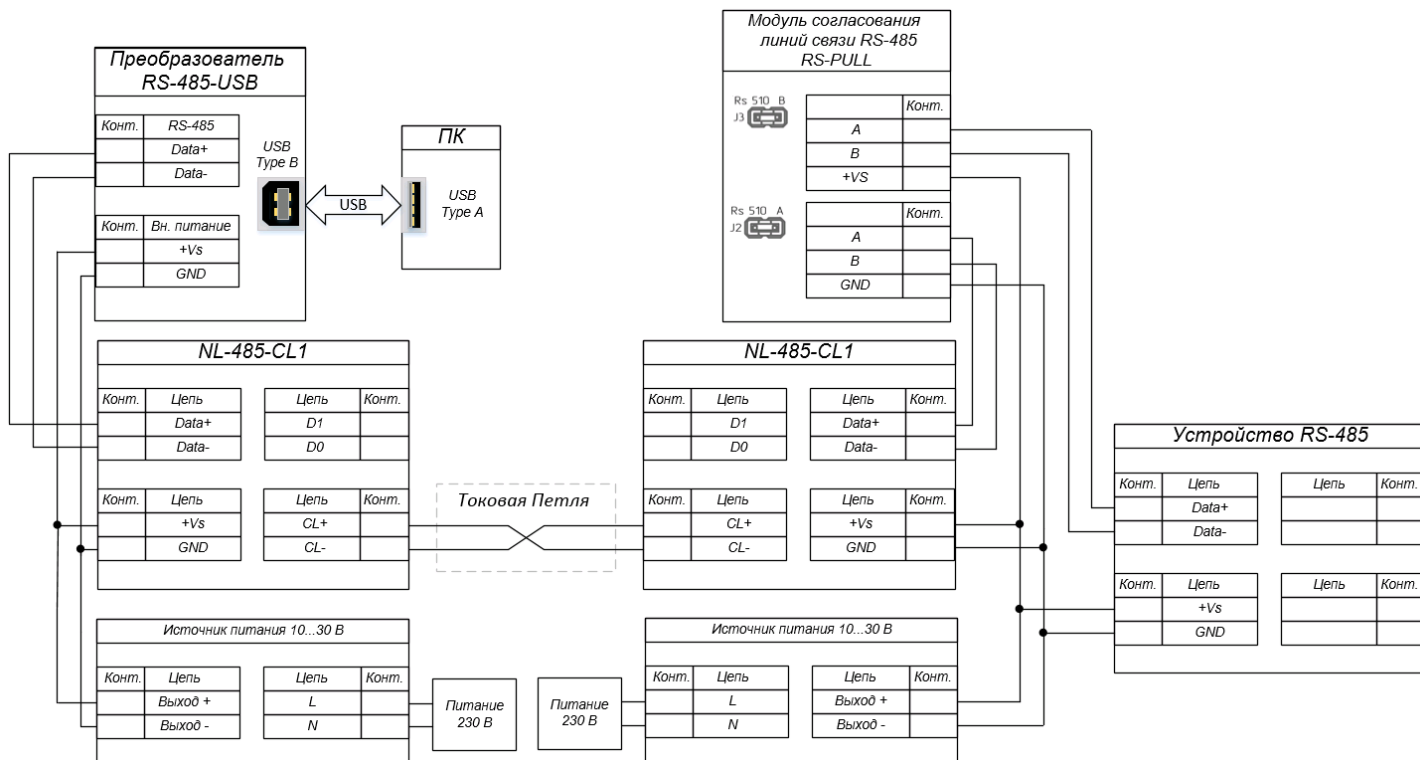 Преобразователь
RS-485-USB
Конт. RS-485
Data+
Data-
USB
Type B
Конт. Вн. питание
+Vs
GND
USB
ПК
USB
Type A
Модуль согласования
линий связи RS-485
RS-PULL
Rs 510 B
J3
Конт.
A
B
+VS
Rs 510 A
J2
Конт.
A
B
GND
NL-485-CL1
Конт. Цепь Цепь Конт.
Data+ D1
Data- D0
Конт. Цепь Цепь Конт.
+Vs CL+
GND CL-
Токовая Петля
NL-485-CL1
Конт. Цепь Цепь Конт.
D1 Data+
D0 Data-
Конт. Цепь Цепь Конт.
CL+ +Vs
CL- GND
Устройство RS-485
Конт. Цепь Цепь Конт.
Data+
Data-
Конт. Цепь Цепь Конт.
+Vs
GND
Источник питания 10...30 В
Конт. Цепь Цепь Конт.
Выход + L
Выход - N
Питание
230 В
Питание
230 В
Источник питания 10...30 В
Конт. Цепь Цепь Конт.
L Выход +
N Выход -